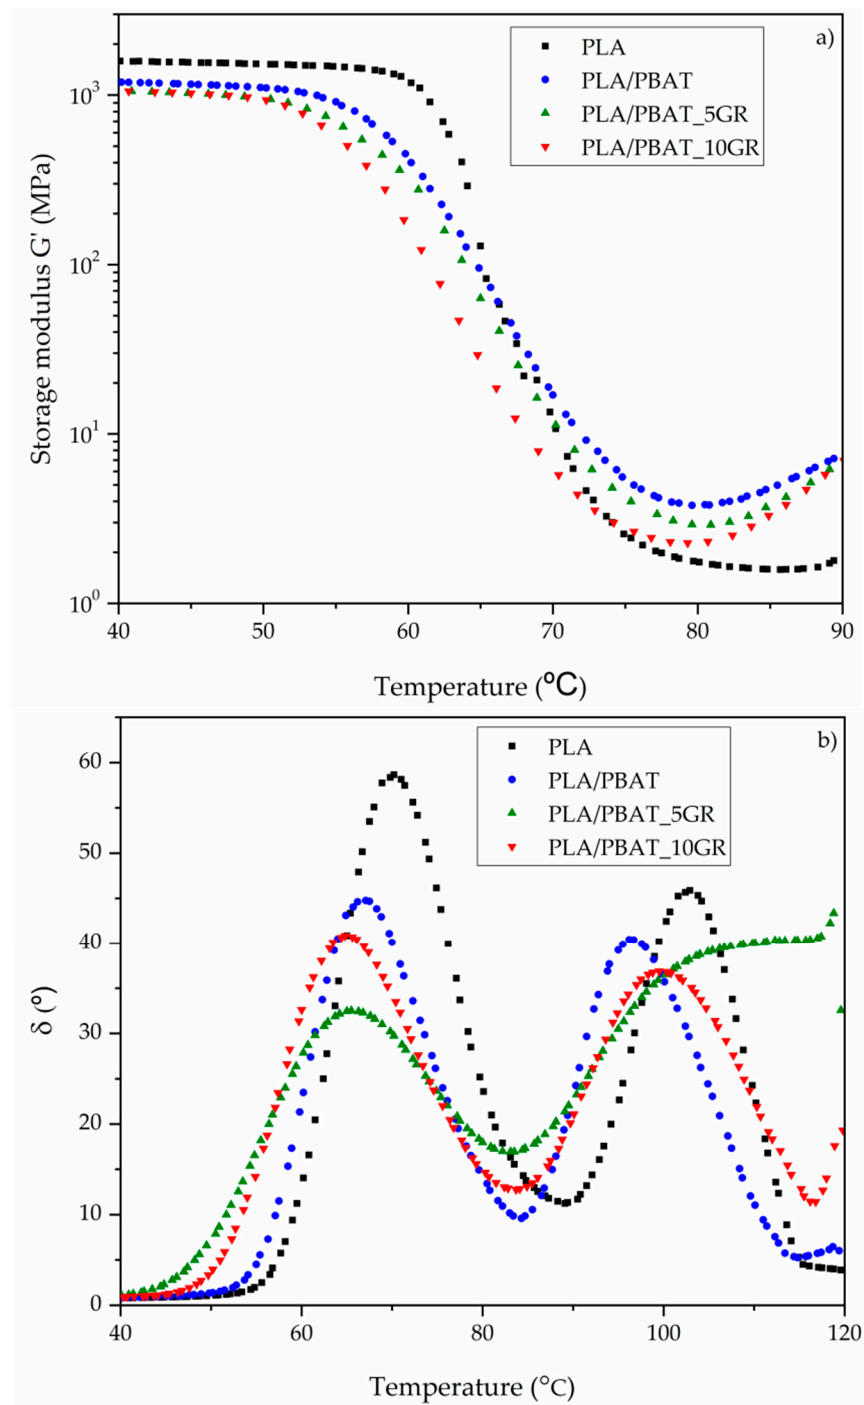 a)
PLA
PLA/PBAT
PLA/PBAT_5GR
PLA/PBAT_10GR
Storage modulus G' (MPa)
10³
10²
10¹
10⁰
40 50 60 70 80 90
Temperature (ºC)
b)
PLA
PLA/PBAT
PLA/PBAT_5GR
PLA/PBAT_10GR
δ (º)
60
50
40
30
20
10
0
40 60 80 100 120
Temperature (°C)